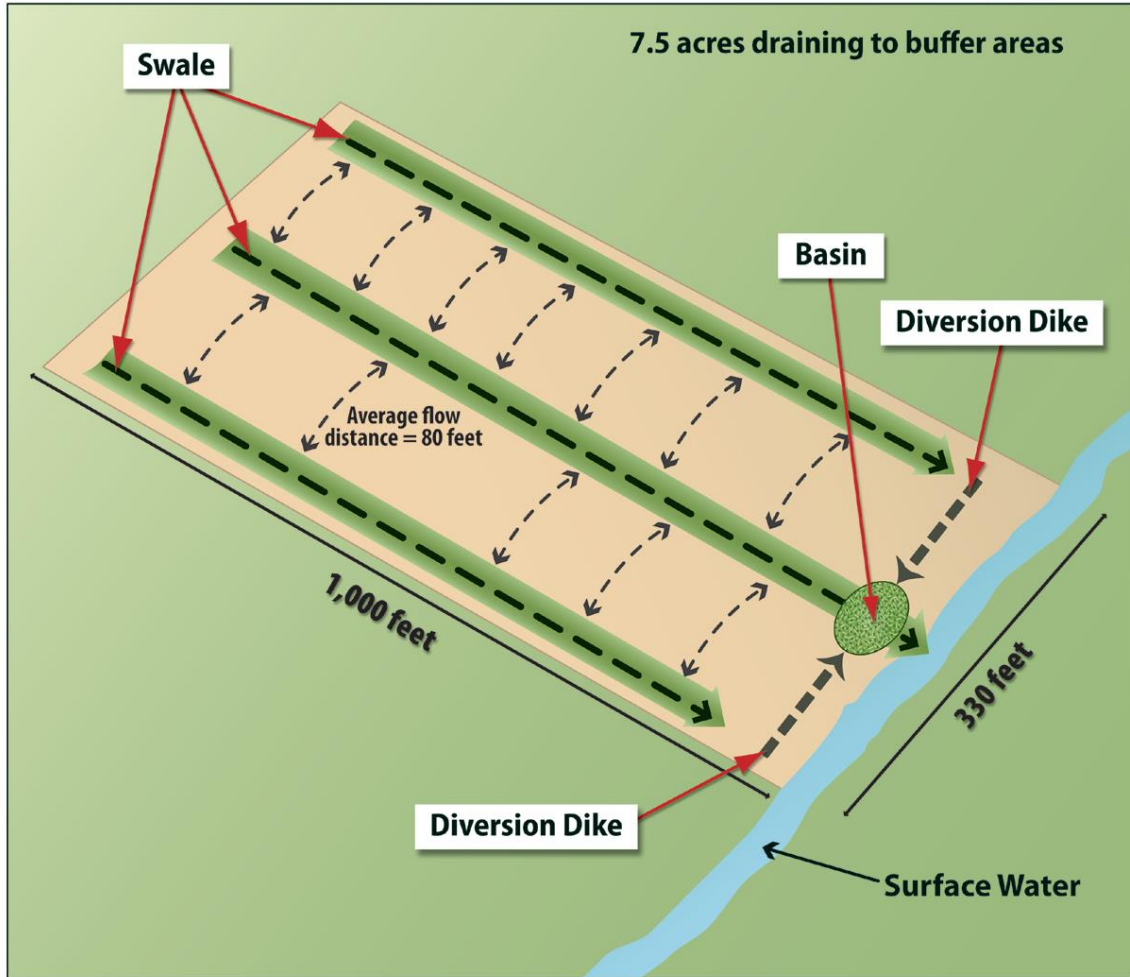 7.5 acres draining to buffer areas
Swale
Basin
Diversion Dike
Average flow
distance = 80 feet
1,000 feet
330 feet
Diversion Dike
Surface Water